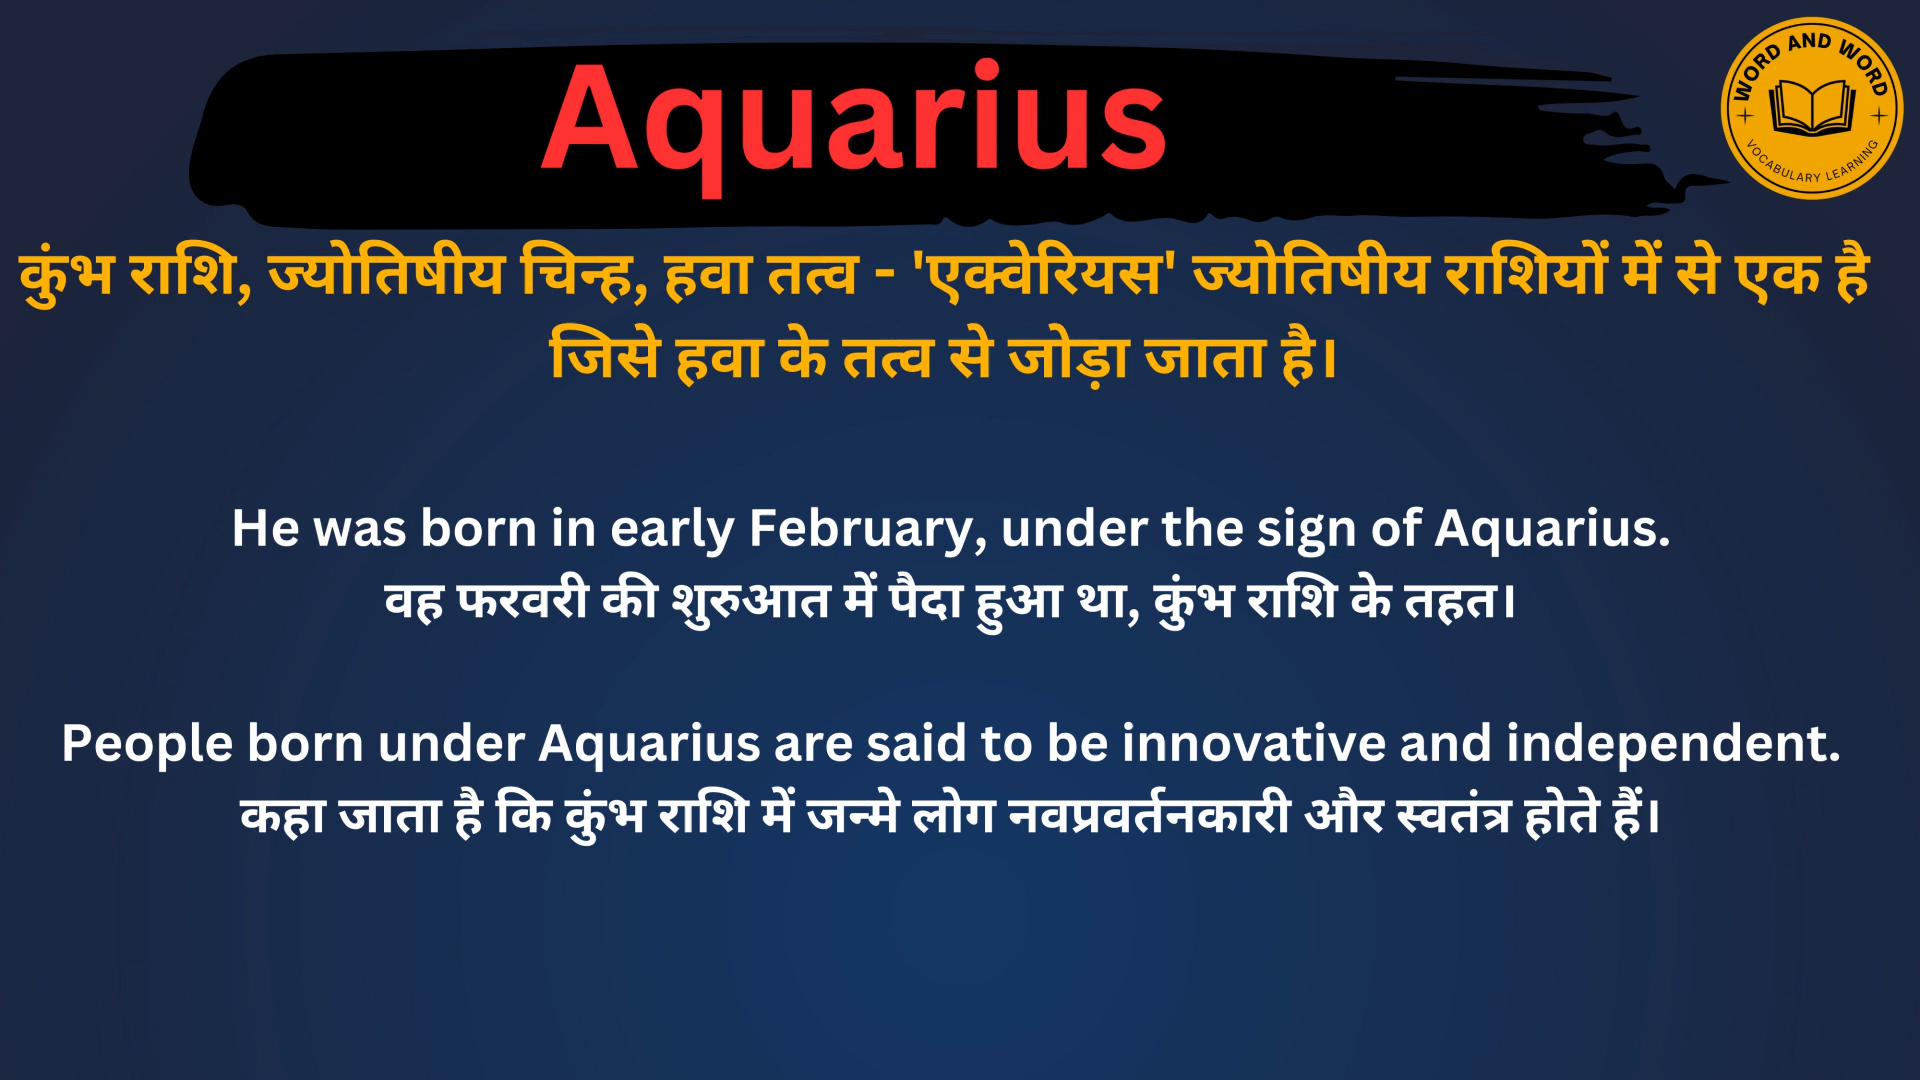 Aquarius
WORD AND WORD
VOCABULARY LEARNING
कुंभ राशि, ज्योतिषीय चिन्ह, हवा तत्व - 'एक्वेरियस' ज्योतिषीय राशियों में से एक है
जिसे हवा के तत्व से जोड़ा जाता है।
He was born in early February, under the sign of Aquarius.
वह फरवरी की शुरुआत में पैदा हुआ था, कुंभ राशि के तहत।
People born under Aquarius are said to be innovative and independent.
कहा जाता है कि कुंभ राशि में जन्मे लोग नवप्रवर्तनकारी और स्वतंत्र होते हैं।